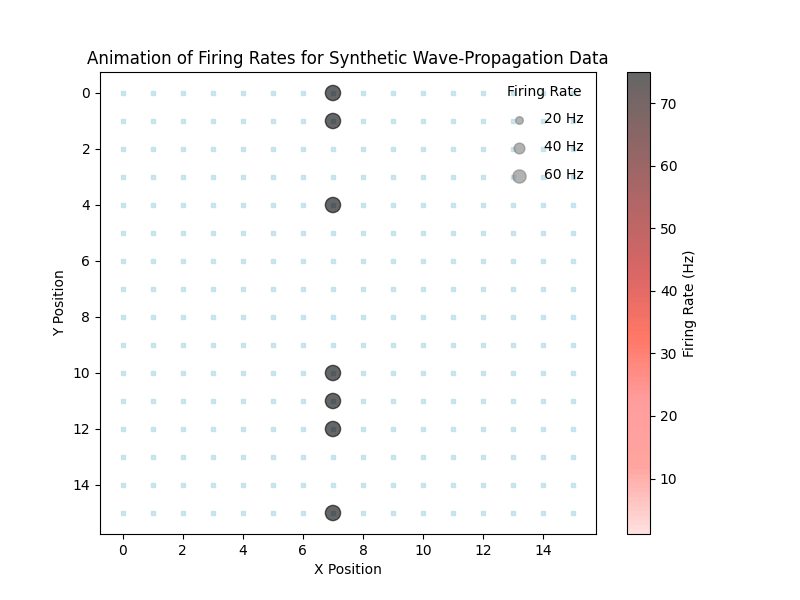 Animation of Firing Rates for Synthetic Wave-Propagation Data
Firing Rate
20 Hz
40 Hz
60 Hz
Y Position
0
2
4
6
8
10
12
14
0 2 4 6 8 10 12 14
X Position
70
60
50
40
30
20
10
Firing Rate (Hz)